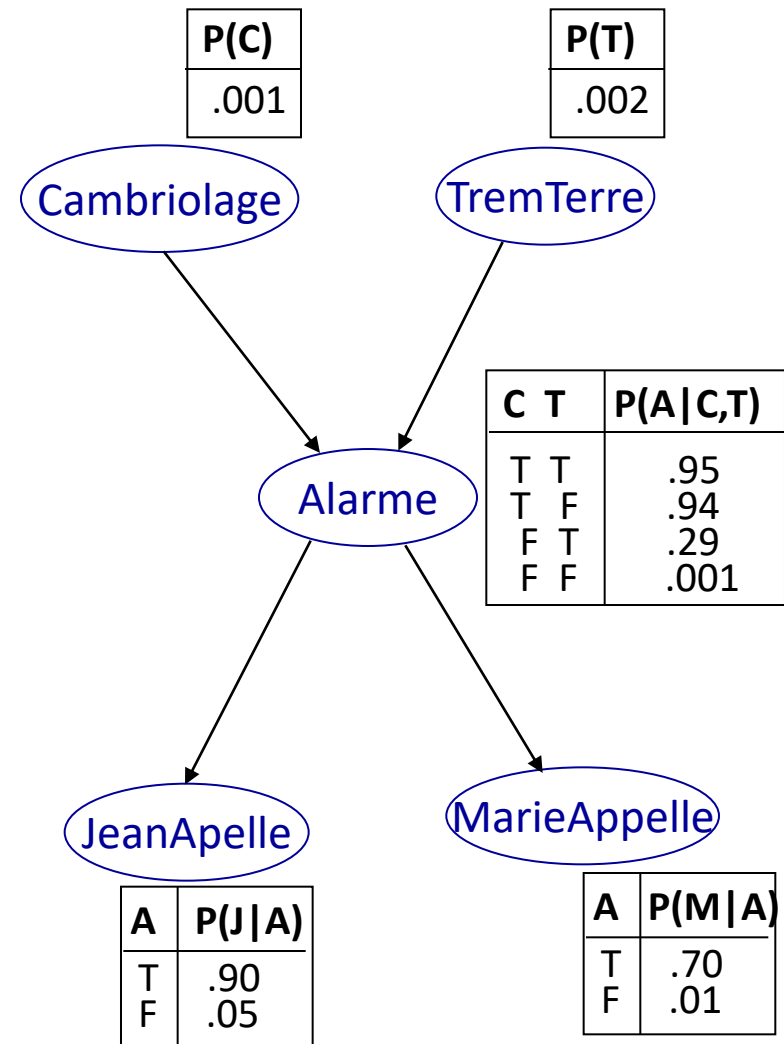 P(C)
.001
P(T)
.002
Cambriolage
TremTerre
C T P(A|C,T)
T T .95
T F .94
F T .29
F F .001
Alarme
JeanApelle
MarieAppelle
A P(J|A)
T .90
F .05
A P(M|A)
T .70
F .01